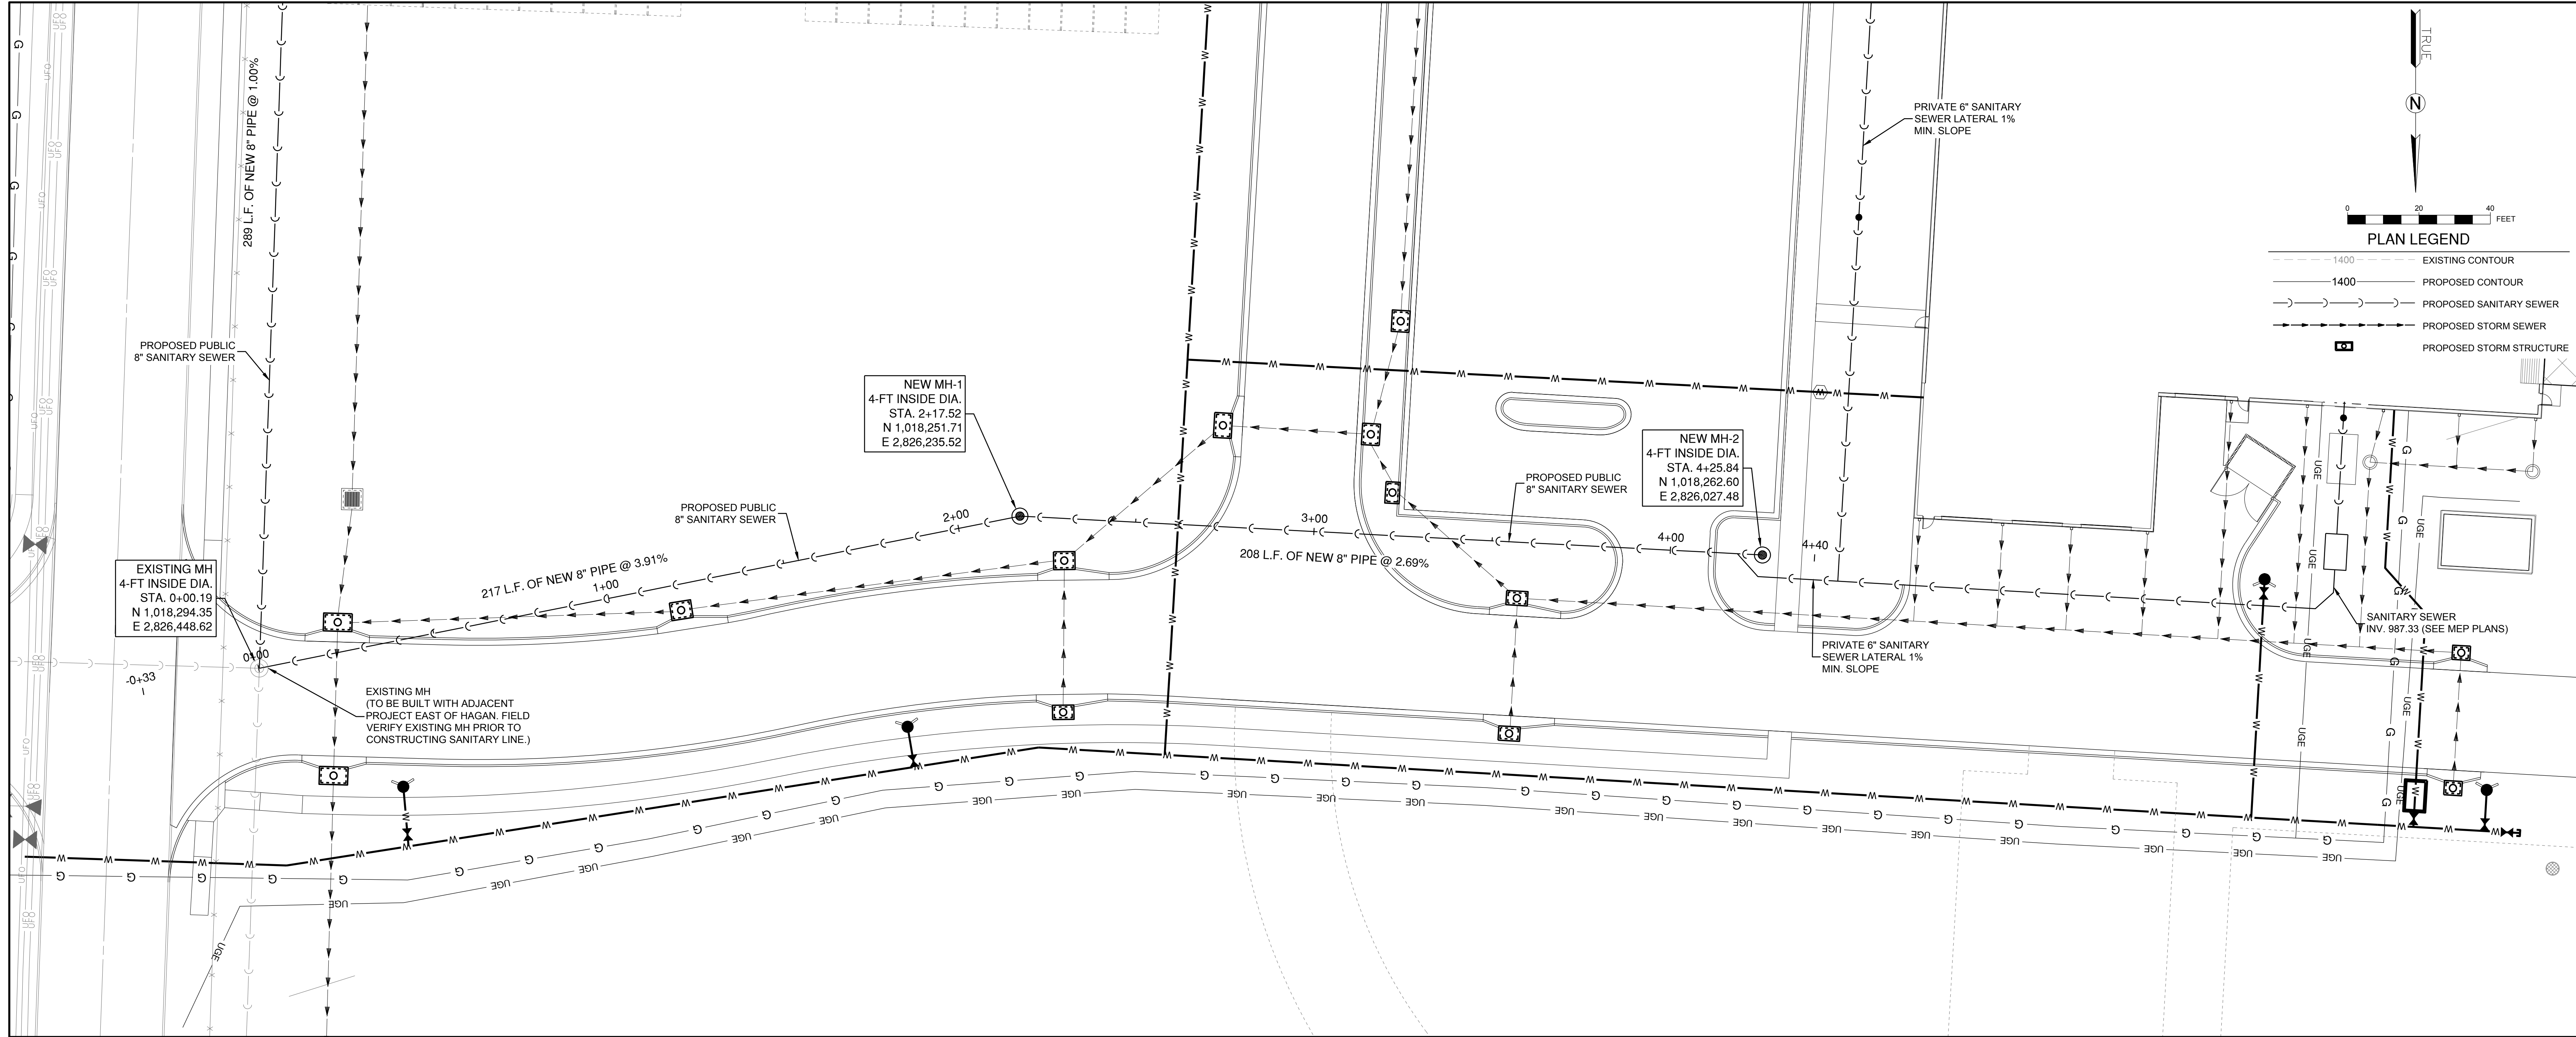 289 L.F. OF NEW 8" PIPE @ 1.00%
PRIVATE 6" SANITARY
SEWER LATERAL 1%
MIN. SLOPE
TRUE
N
0 20 40
FEET
PLAN LEGEND
1400 EXISTING CONTOUR
1400 PROPOSED CONTOUR
PROPOSED SANITARY SEWER
PROPOSED STORM SEWER
PROPOSED STORM STRUCTURE
PROPOSED PUBLIC
8" SANITARY SEWER
NEW MH-1
4-FT INSIDE DIA.
STA. 2+17.52
N 1,018,251.71
E 2,826,235.52
NEW MH-2
4-FT INSIDE DIA.
STA. 4+25.84
N 1,018,262.60
E 2,826,027.48
PROPOSED PUBLIC
8" SANITARY SEWER
PROPOSED PUBLIC
8" SANITARY SEWER
2+00
3+00
4+00
4+40
208 L.F. OF NEW 8" PIPE @ 2.69%
217 L.F. OF NEW 8" PIPE @ 3.91%
1+00
EXISTING MH
4-FT INSIDE DIA.
STA. 0+00.19
N 1,018,294.35
E 2,826,448.62
0+00
-0+33
SANITARY SEWER
INV. 987.33 (SEE MEP PLANS)
PRIVATE 6" SANITARY
SEWER LATERAL 1%
MIN. SLOPE
EXISTING MH
(TO BE BUILT WITH ADJACENT
PROJECT EAST OF HAGAN. FIELD
VERIFY EXISTING MH PRIOR TO
CONSTRUCTING SANITARY LINE.)
UFO
G
W
UGE